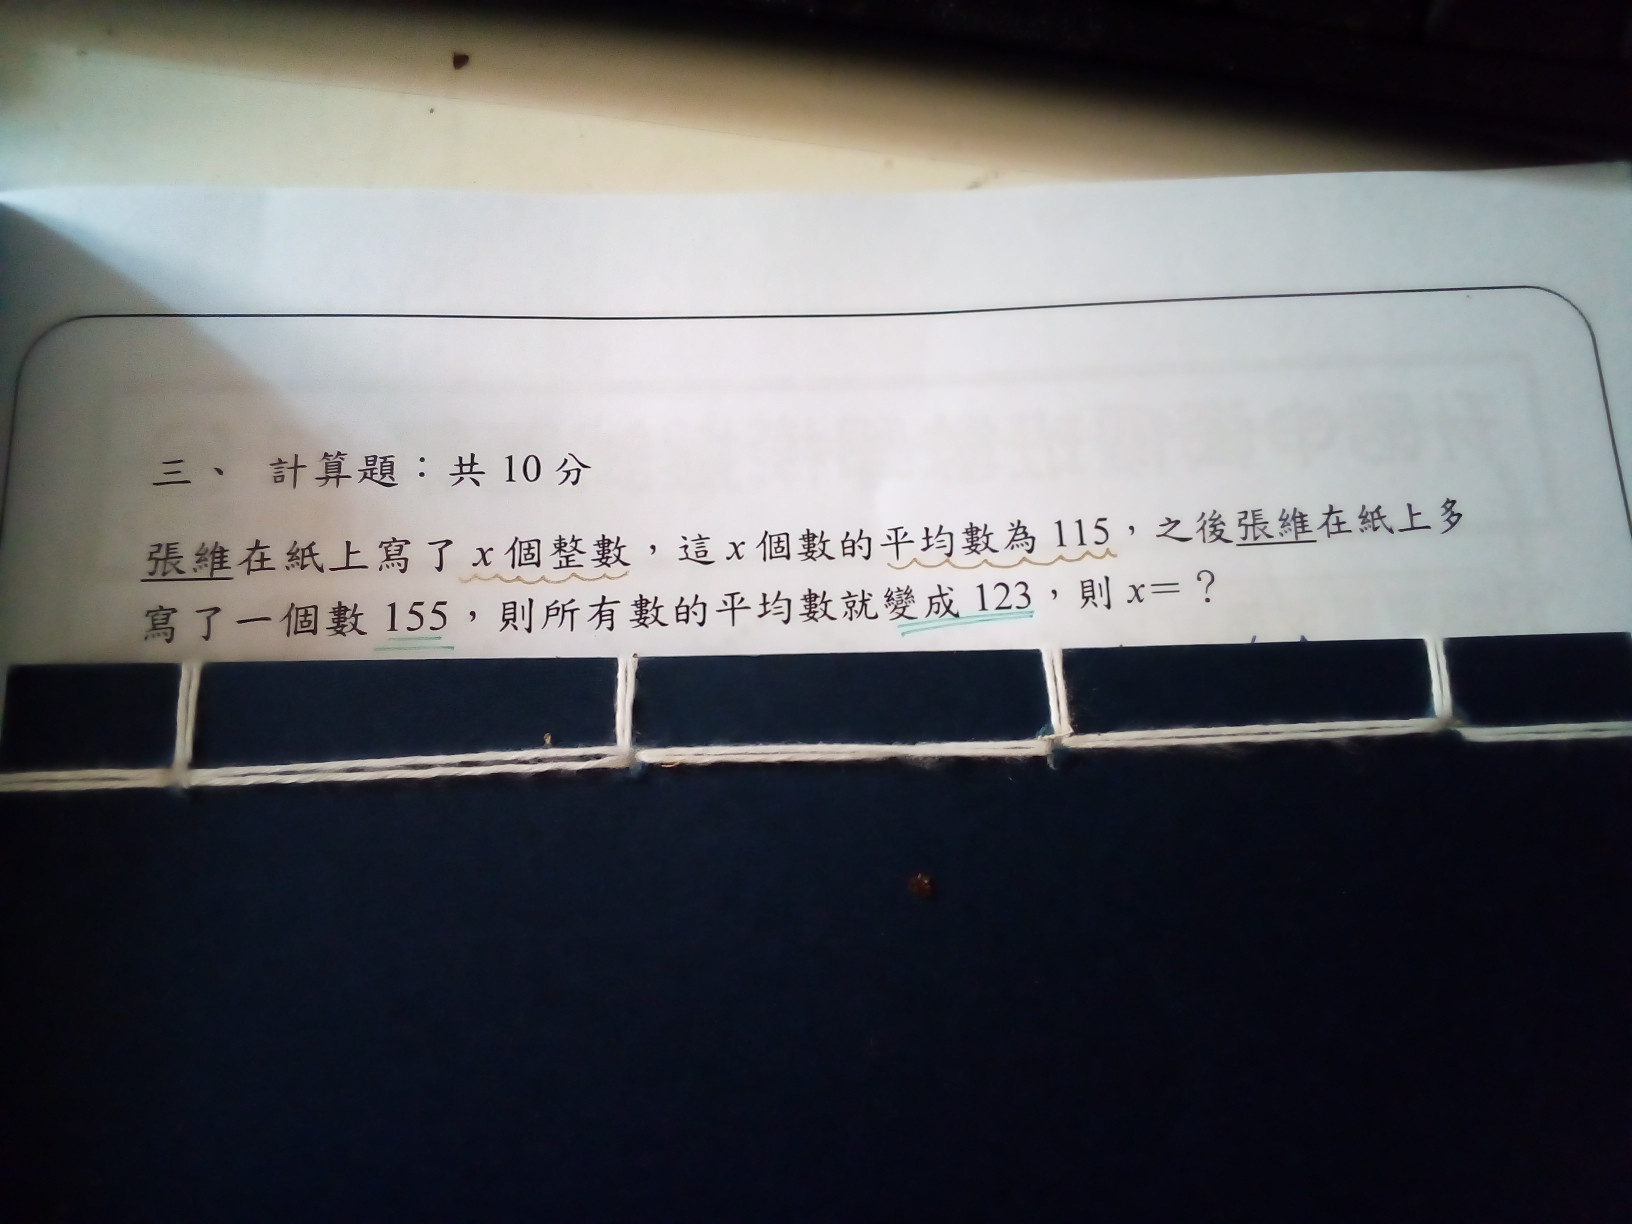 三、 計算題：共 10 分
張維在紙上寫了 x 個整數，這 x 個數的平均數為 115，之後張維在紙上多
寫了一個數 155，則所有數的平均數就變成 123，則 x＝？